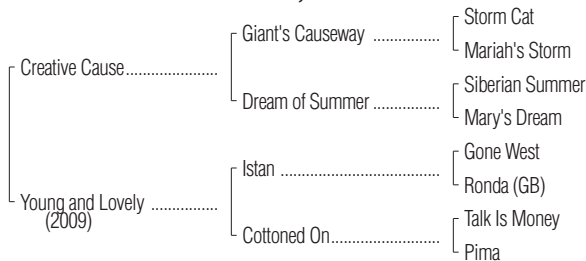 Storm Cat
Giant's Causeway ................
Mariah's Storm
Creative Cause......................
Siberian Summer
Dream of Summer ................
Mary's Dream
Gone West
Istan ......................................
Ronda (GB)
Young and Lovely ...................
(2009)
Talk Is Money
Cottoned On..........................
Pima